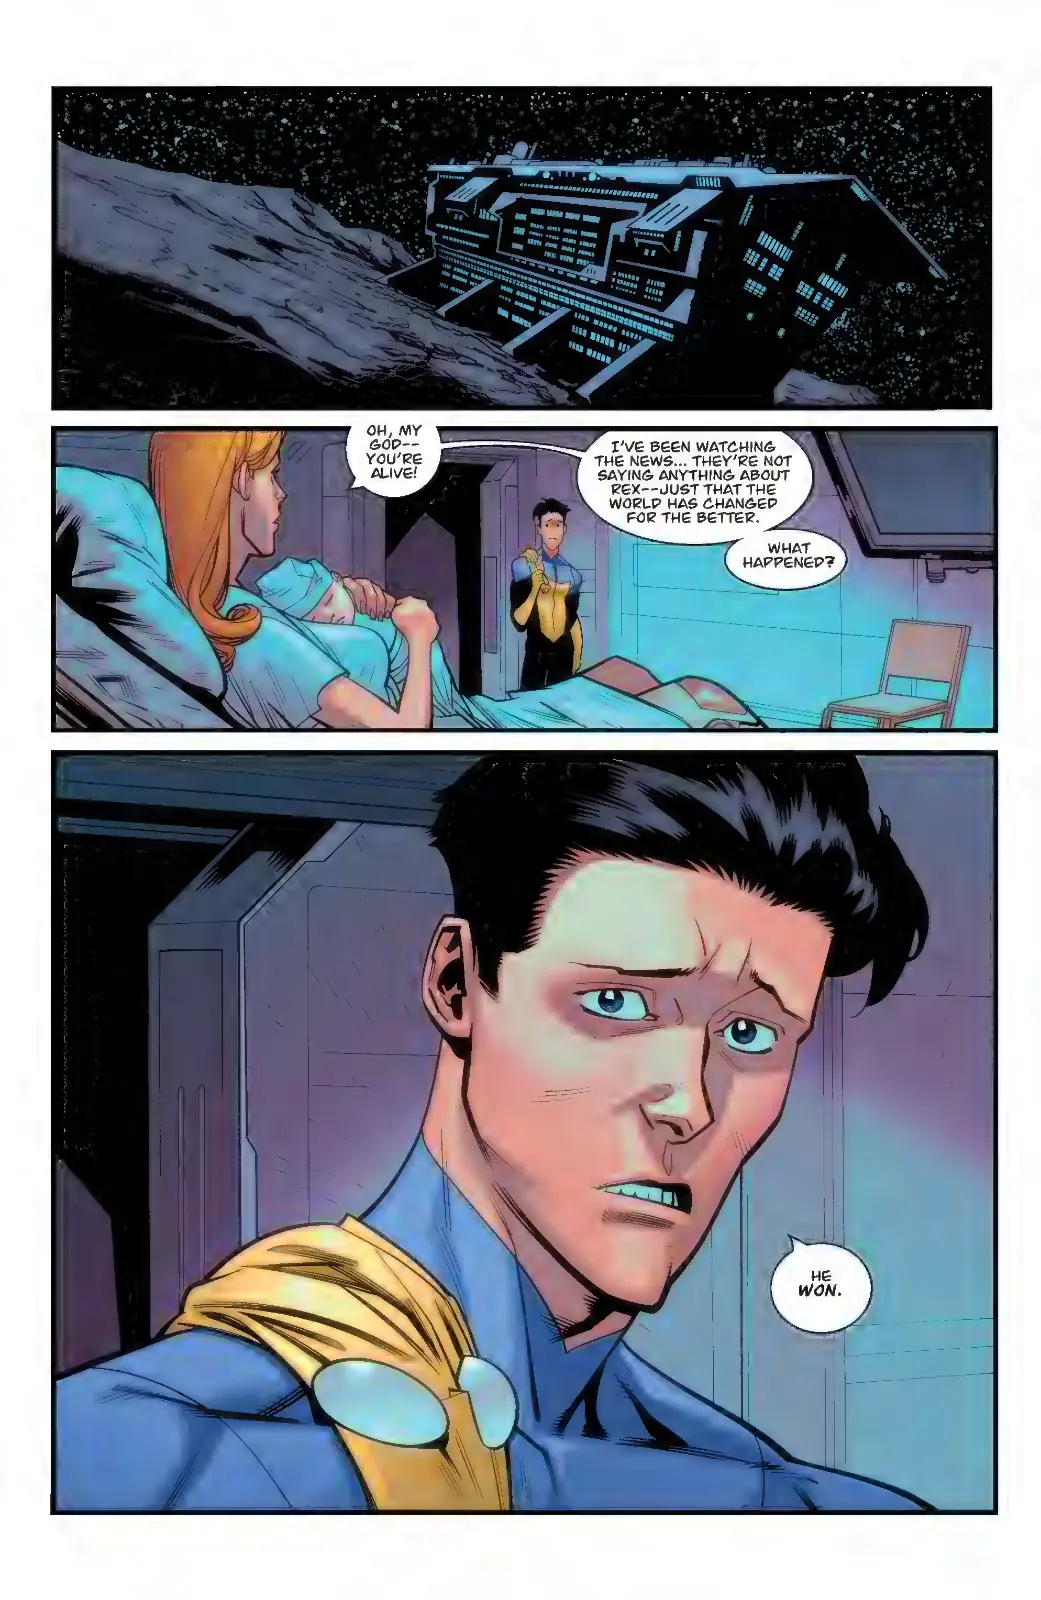 OH, MY
GOD--
YOU'RE
ALIVE!
I'VE BEEN WATCHING
THE NEWS... THEY'RE NOT
SAYING ANYTHING ABOUT
REX--JUST THAT THE
WORLD HAS CHANGED
FOR THE BETTER.
WHAT
HAPPENED?
HE
WON.